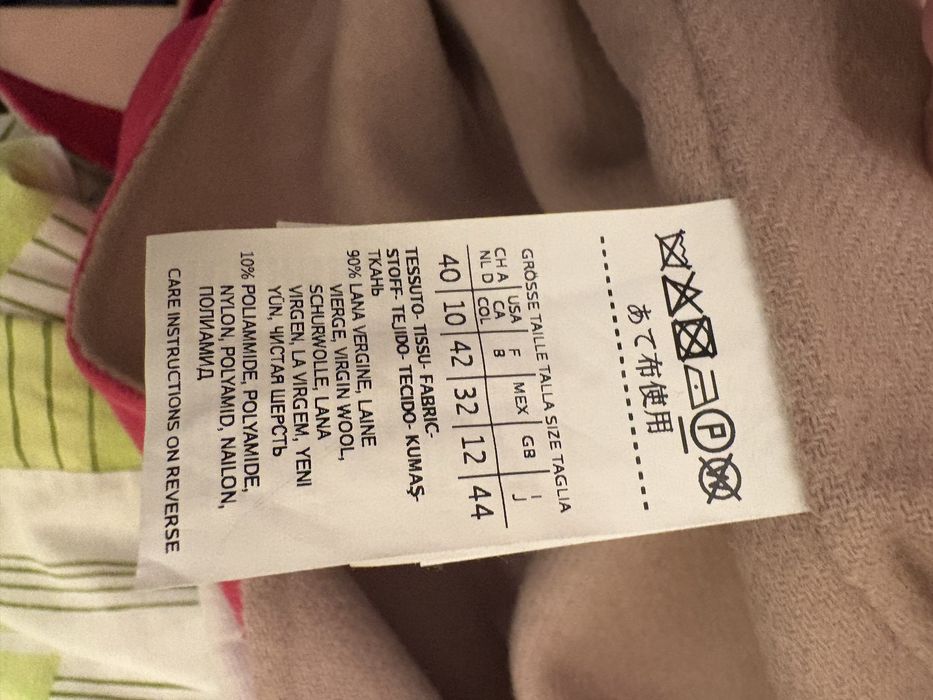 P
あて布使用
GRÖSSE TAILLE TALLA SIZE TAGLIA
CH A | USA | F | MEX | GB | I
NL D | CA | B | J
COL
40 | 10 | 42 | 32 | 12 | 44
TESSUTO- TISSU- FABRIC-
STOFF- TEJIDO- TECIDO- KUMAŞ-
ТКАНЬ
90% LANA VERGINE, LAINE
VIERGE, VIRGIN WOOL,
SCHURWOLLE, LANA
VIRGEN, LA VIRGEM, YENI
YÜN, ЧИСТАЯ ШЕРСТЬ
10% POLIAMMIDE, POLYAMIDE,
NYLON, POLYAMID, NAILON,
ПОЛИАМИД
CARE INSTRUCTIONS ON REVERSE